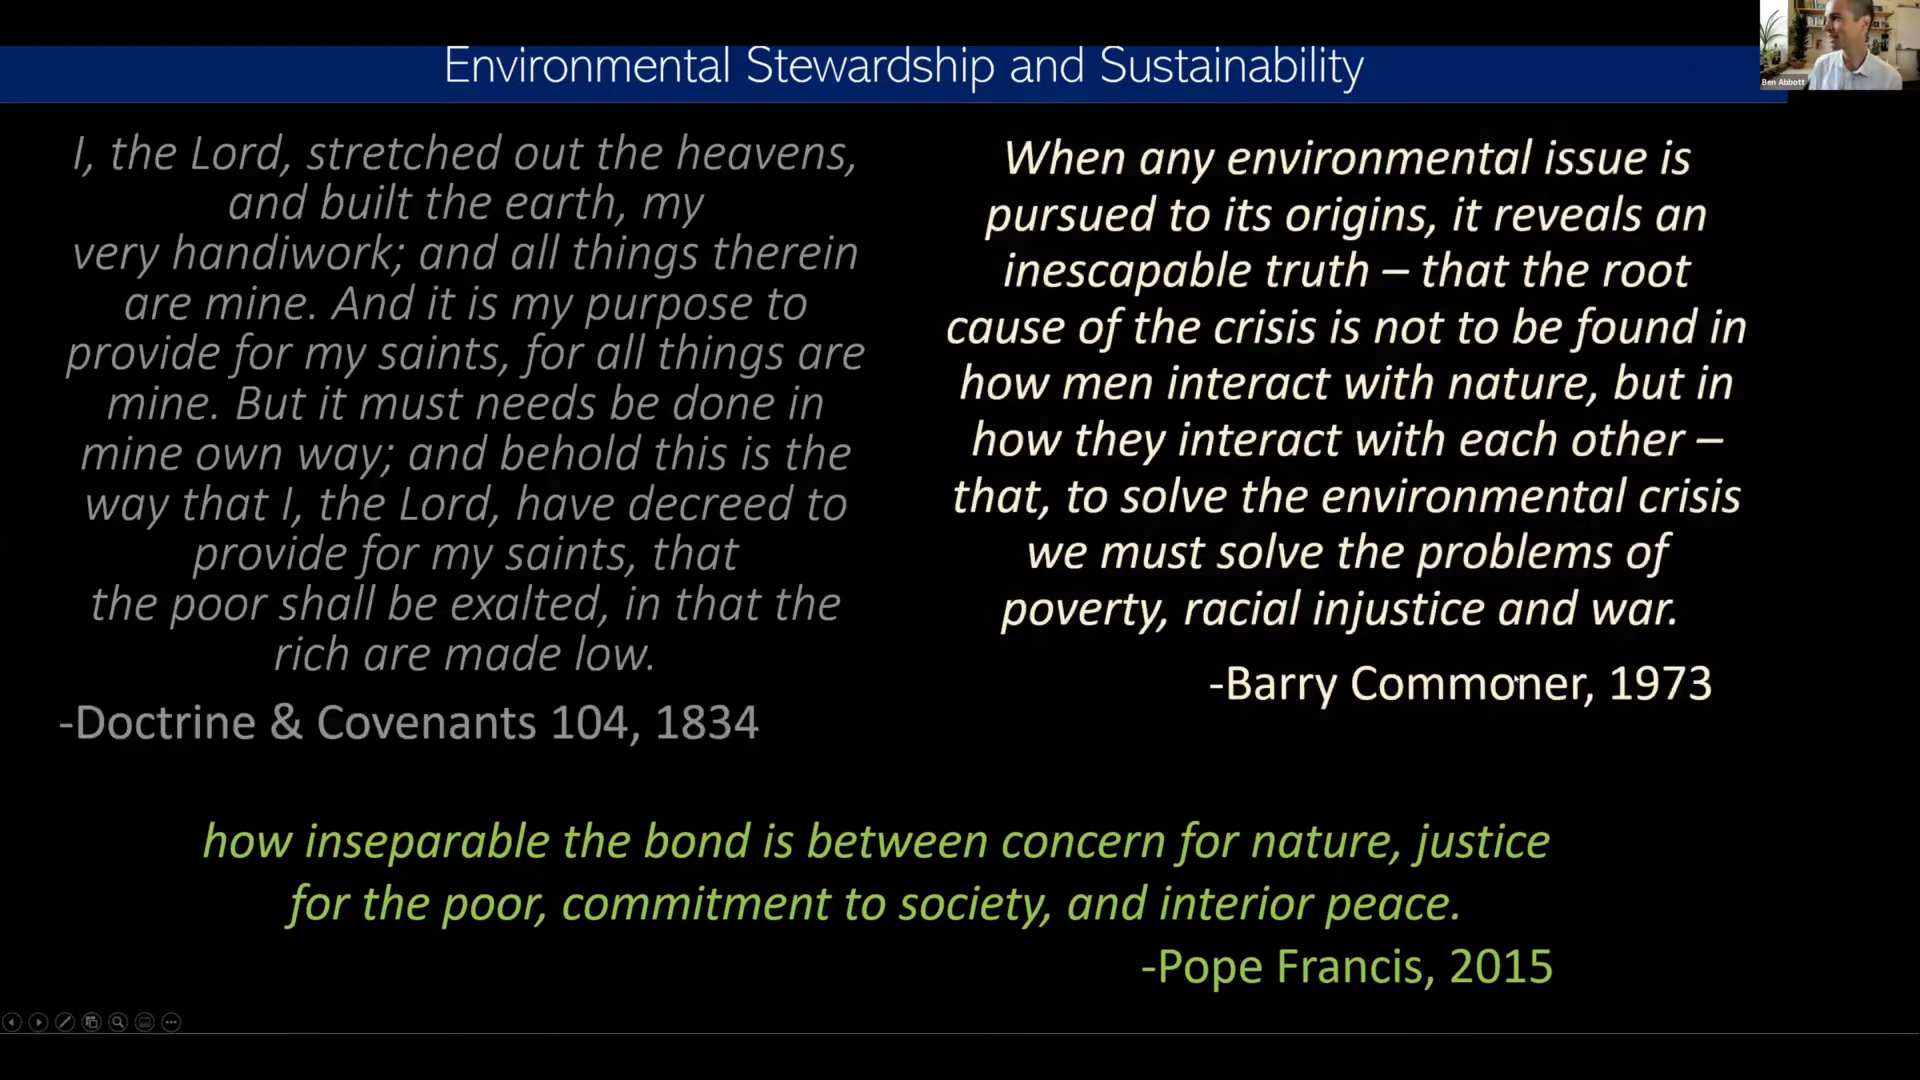 Environmental Stewardship and Sustainability
Ben Abbott
I, the Lord, stretched out the heavens,
and built the earth, my
very handiwork; and all things therein
are mine. And it is my purpose to
provide for my saints, for all things are
mine. But it must needs be done in
mine own way; and behold this is the
way that I, the Lord, have decreed to
provide for my saints, that
the poor shall be exalted, in that the
rich are made low.
-Doctrine & Covenants 104, 1834
When any environmental issue is
pursued to its origins, it reveals an
inescapable truth – that the root
cause of the crisis is not to be found in
how men interact with nature, but in
how they interact with each other –
that, to solve the environmental crisis
we must solve the problems of
poverty, racial injustice and war.
-Barry Commoner, 1973
how inseparable the bond is between concern for nature, justice
for the poor, commitment to society, and interior peace.
-Pope Francis, 2015